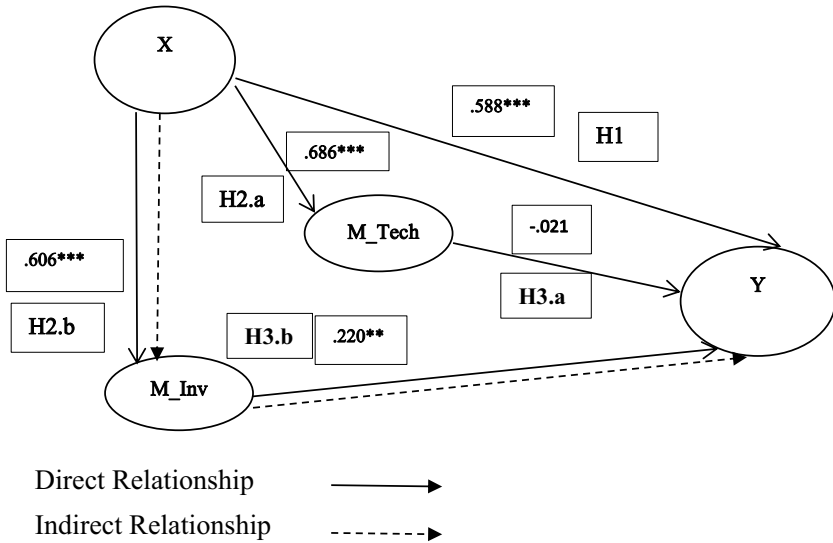 X
.588***
H1
.686***
H2.a
M_Tech
-.021
H3.a
Y
.606***
H2.b
H3.b
.220**
M_Inv
Direct Relationship
Indirect Relationship